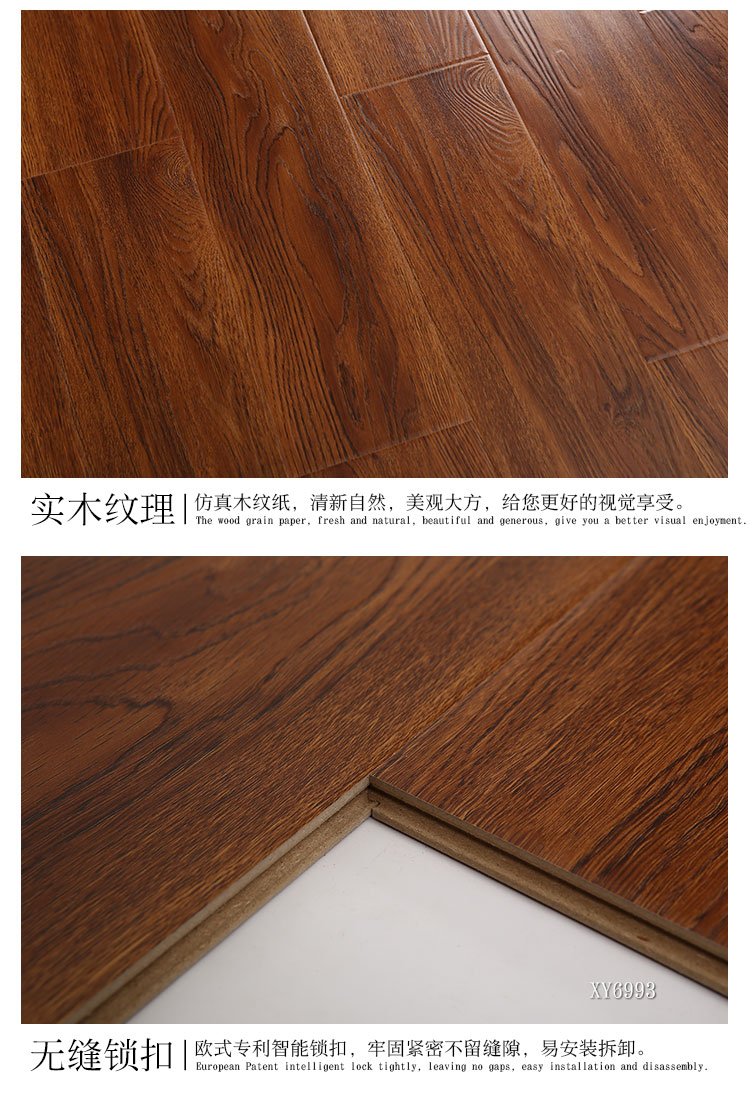 实木纹理
仿真木纹纸，清新自然，美观大方，给您更好的视觉享受。
The wood grain paper, fresh and natural, beautiful and generous, give you a better visual enjoyment.
XY6993
无缝锁扣
欧式专利智能锁扣，牢固紧密不留缝隙，易安装拆卸。
European Patent intelligent lock tightly, leaving no gaps, easy installation and disassembly.